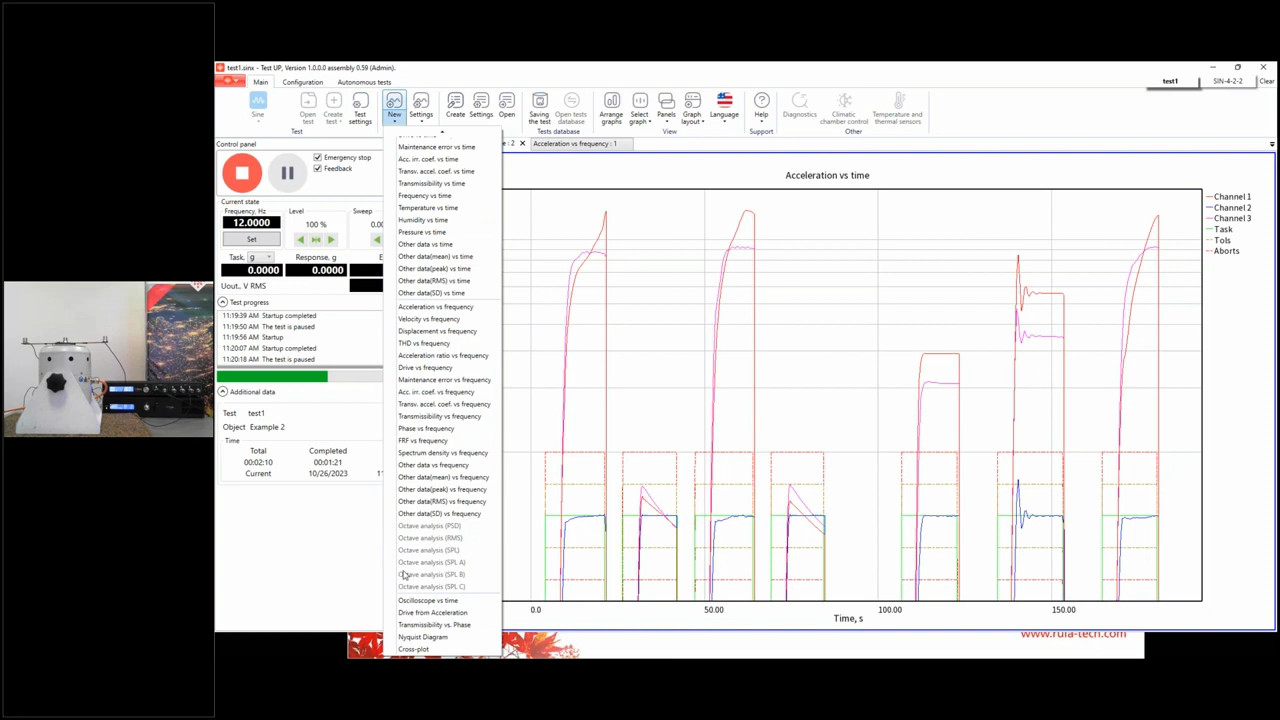 test1.sinx - Test UP, Version 1.0.0.0 assembly 0.59 (Admin).
Main Configuration Autonomous tests
test1 SIN-4-2-2 Clear
Sine Open test Create test Test settings New Settings Create Settings Open Saving the test Open tests database Arrange graphs Select graph Panels Graph layout Language Help Diagnostics Climatic chamber control Temperature and thermal sensors
Test Tests database View Support Other
Control panel
: 2 Acceleration vs frequency : 1
Emergency stop
Feedback
Current state
Frequency, Hz Level Sweep
12.0000 100 % 0.00
Set
Task, g Response, g E
0.0000 0.0000
Uout., V RMS
Test progress
11:19:39 AM Startup completed
11:19:50 AM The test is paused
11:19:56 AM Startup
11:20:07 AM Startup completed
11:20:18 AM The test is paused
Additional data
Test test1
Object Example 2
Time
Total Completed
00:02:10 00:01:21
Current 10/26/2023 11
Maintenance error vs time
Acc. irr. coef. vs time
Transv. accel. coef. vs time
Transmissibility vs time
Frequency vs time
Temperature vs time
Humidity vs time
Pressure vs time
Other data vs time
Other data(mean) vs time
Other data(peak) vs time
Other data(RMS) vs time
Other data(SD) vs time
Acceleration vs frequency
Velocity vs frequency
Displacement vs frequency
THD vs frequency
Acceleration ratio vs frequency
Drive vs frequency
Maintenance error vs frequency
Acc. irr. coef. vs frequency
Transv. accel. coef. vs frequency
Transmissibility vs frequency
Phase vs frequency
FRF vs frequency
Spectrum density vs frequency
Other data vs frequency
Other data(mean) vs frequency
Other data(peak) vs frequency
Other data(RMS) vs frequency
Other data(SD) vs frequency
Octave analysis (PSD)
Octave analysis (RMS)
Octave analysis (SPL)
Octave analysis (SPL A)
Octave analysis (SPL B)
Octave analysis (SPL C)
Oscilloscope vs time
Drive from Acceleration
Transmissibility vs. Phase
Nyquist Diagram
Cross-plot
Acceleration vs time
Channel 1
Channel 2
Channel 3
Task
Tols
Aborts
0.0 50.00 100.00 150.00
Time, s
www.rula-tech.com